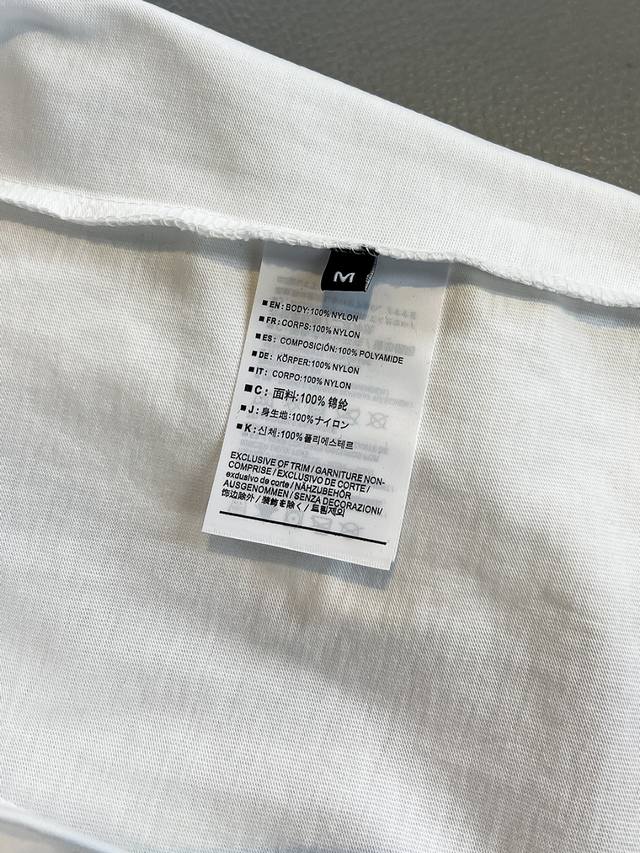 M
■ EN: BODY:100% NYLON
■ FR: CORPS:100% NYLON
■ ES: COMPOSICIÓN:100% POLYAMIDE
■ DE: KÖRPER:100% NYLON
■ IT: CORPO:100% NYLON
■ C: 面料:100% 锦纶
■ J: 身生地:100%ナイロン
■ K: 신체:100%폴리에스테르
EXCLUSIVE OF TRIM / GARNITURE NON-
COMPRISE / EXCLUSIVO DE CORTE /
exduslvo de corte / NÄHZUBEHÖR
AUSGENOMMEN / SENZA DECORAZIONI/
饰边除外 / 装飾を除く / 트림제외